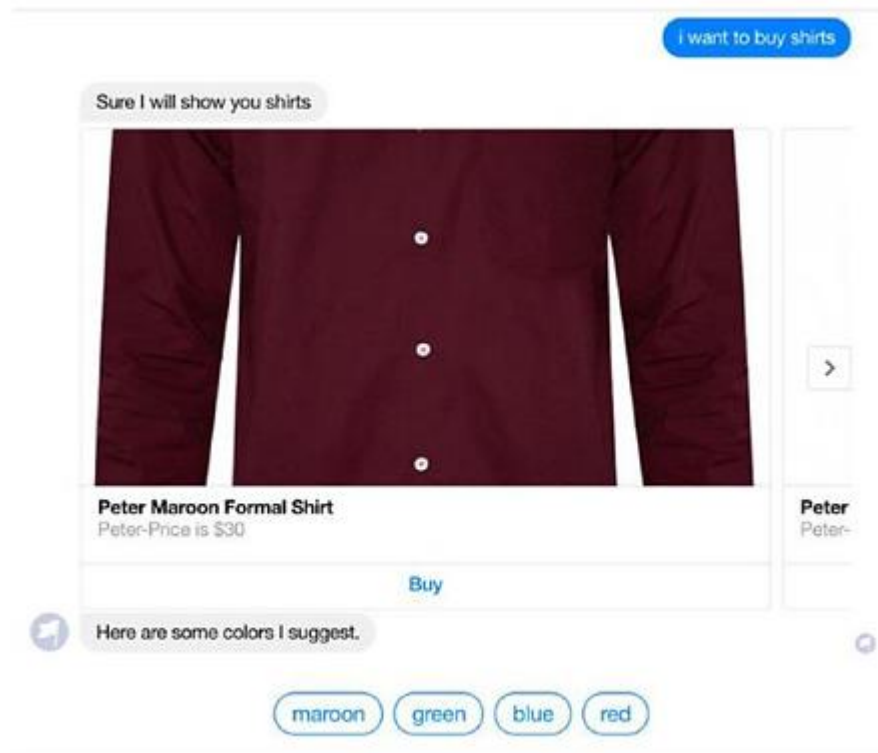 i want to buy shirts
Sure I will show you shirts
Peter Maroon Formal Shirt
Peter-Price is $30
Buy
Peter
Peter-
Here are some colors I suggest.
maroon
green
blue
red